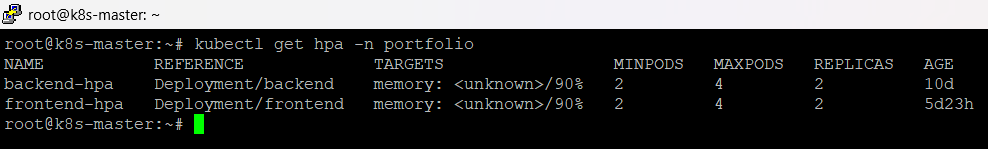 root@k8s-master: ~
root@k8s-master:~# kubectl get hpa -n portfolio
NAME REFERENCE TARGETS MINPODS MAXPODS REPLICAS AGE
backend-hpa Deployment/backend memory: <unknown>/90% 2 4 2 10d
frontend-hpa Deployment/frontend memory: <unknown>/90% 2 4 2 5d23h
root@k8s-master:~#